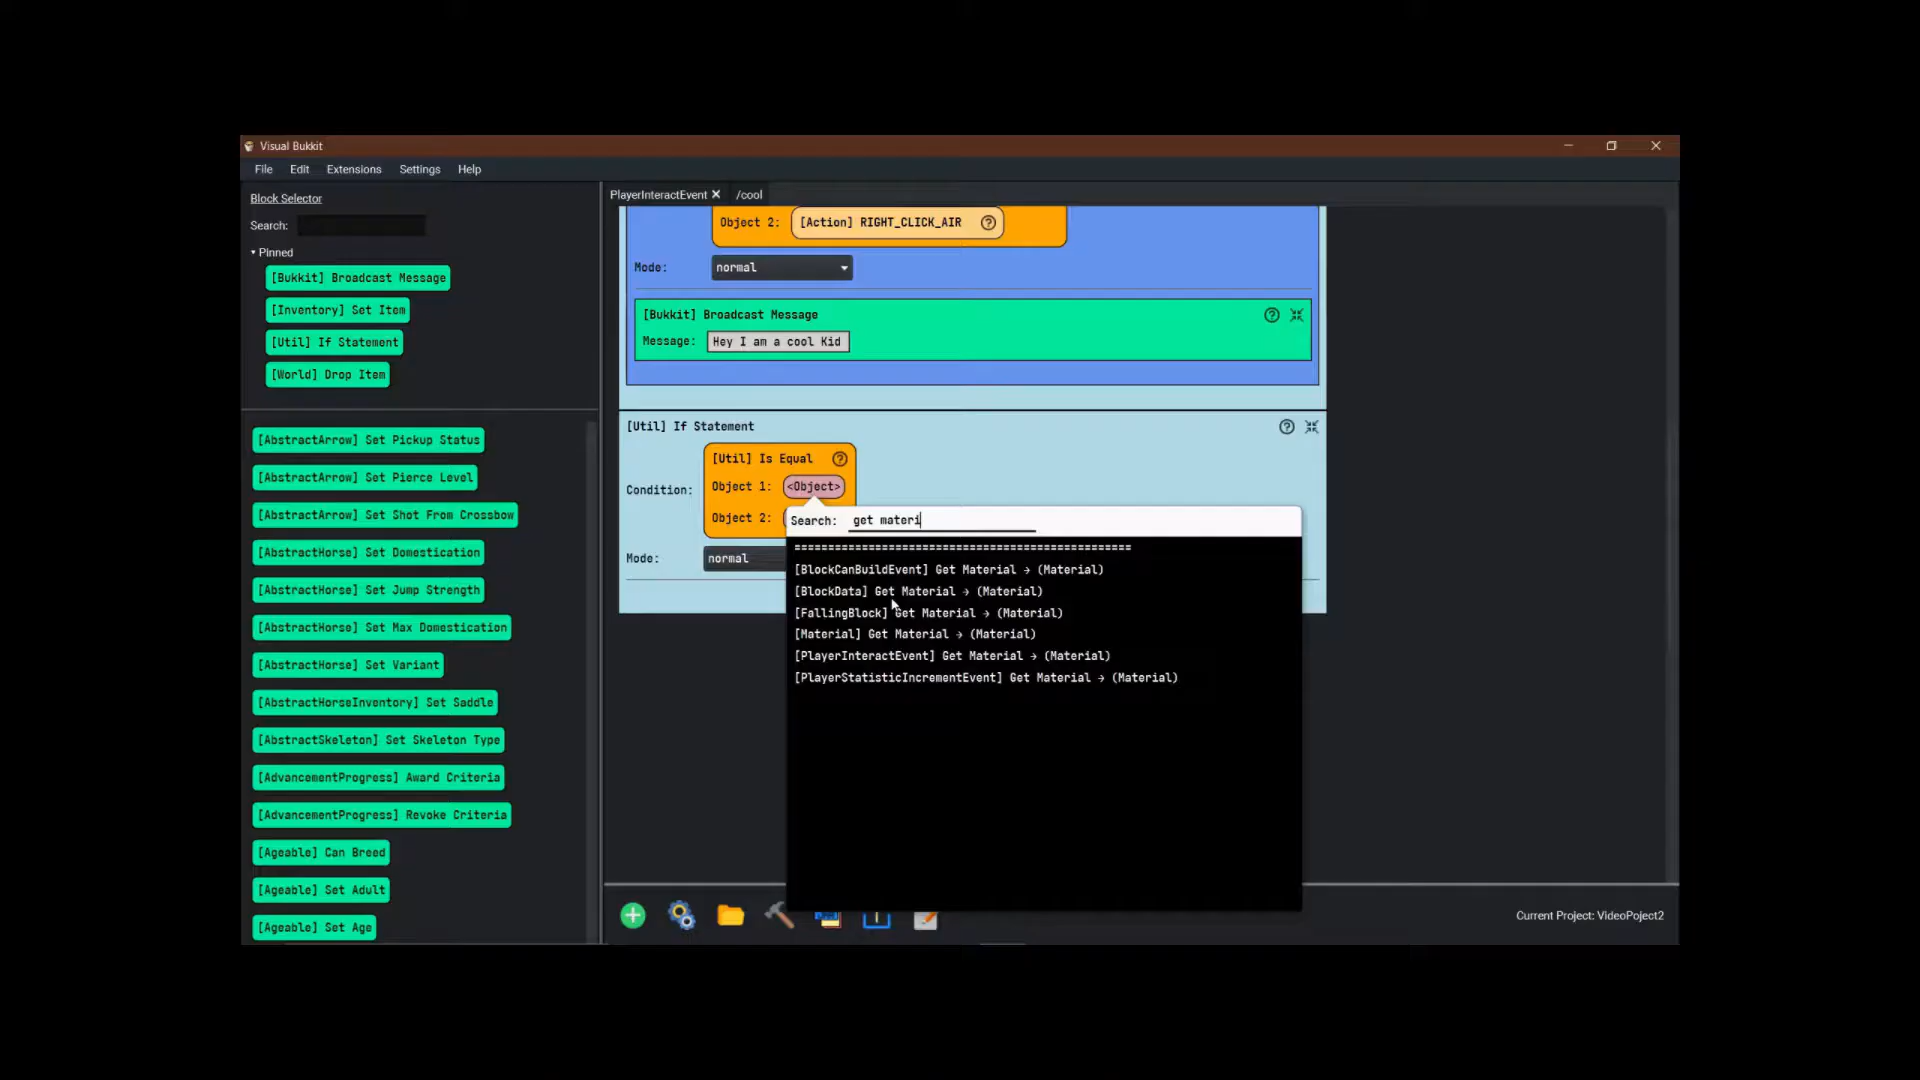 Visual Bukkit
File Edit Extensions Settings Help
Block Selector
Search:
Pinned
[Bukkit] Broadcast Message
[Inventory] Set Item
[Util] If Statement
[World] Drop Item
[AbstractArrow] Set Pickup Status
[AbstractArrow] Set Pierce Level
[AbstractArrow] Set Shot From Crossbow
[AbstractHorse] Set Domestication
[AbstractHorse] Set Jump Strength
[AbstractHorse] Set Max Domestication
[AbstractHorse] Set Variant
[AbstractHorseInventory] Set Saddle
[AbstractSkeleton] Set Skeleton Type
[AdvancementProgress] Award Criteria
[AdvancementProgress] Revoke Criteria
[Ageable] Can Breed
[Ageable] Set Adult
[Ageable] Set Age
PlayerInteractEvent /cool
Object 2: [Action] RIGHT_CLICK_AIR
Mode: normal
[Bukkit] Broadcast Message
Message: Hey I am a cool Kid
[Util] If Statement
[Util] Is Equal
Condition:
Object 1: <Object>
Object 2:
Mode: normal
Search: get materi
==================================================
[BlockCanBuildEvent] Get Material → (Material)
[BlockData] Get Material → (Material)
[FallingBlock] Get Material → (Material)
[Material] Get Material → (Material)
[PlayerInteractEvent] Get Material → (Material)
[PlayerStatisticIncrementEvent] Get Material → (Material)
Current Project: VideoPoject2